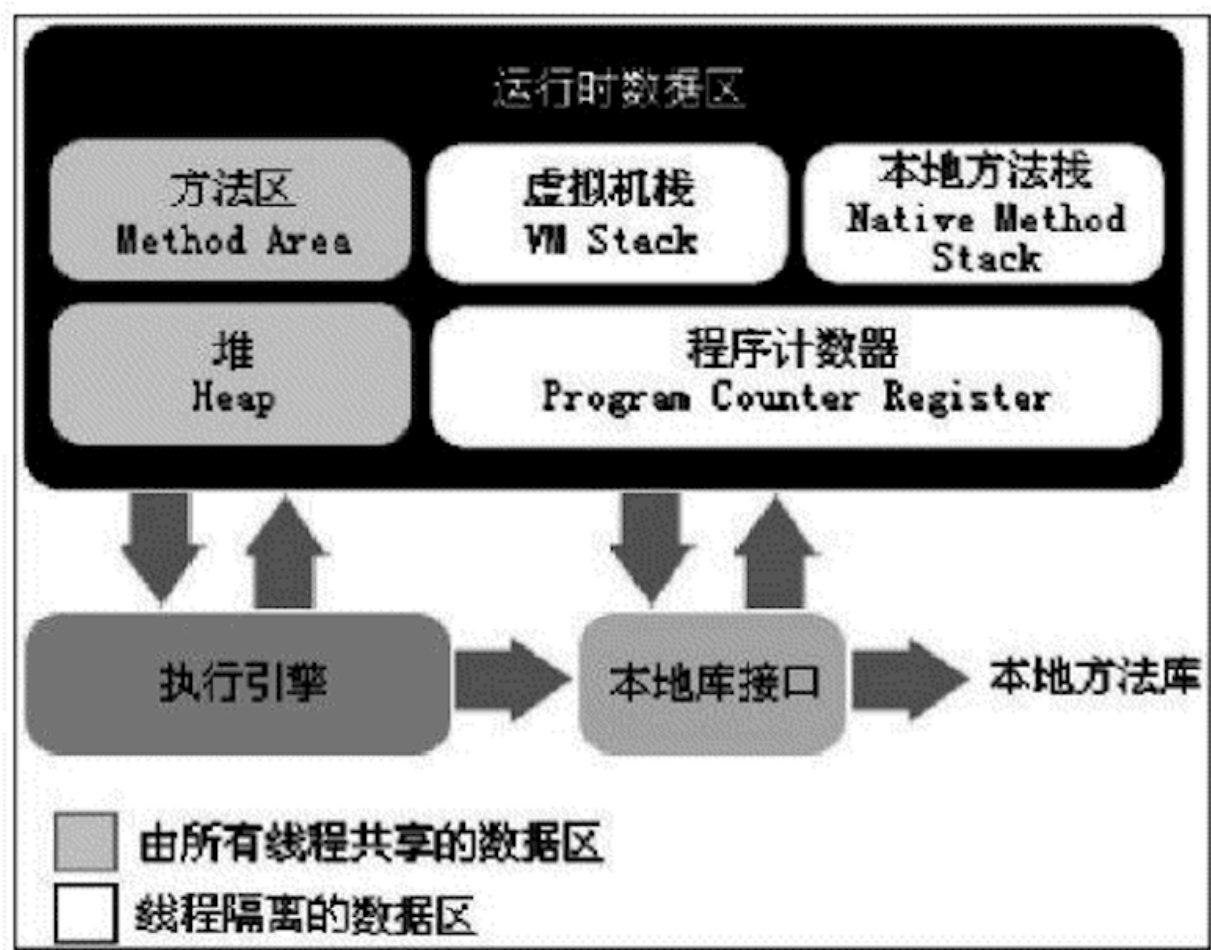 运行时数据区
方法区
Method Area
虚拟机栈
VM Stack
本地方法栈
Native Method
Stack
堆
Heap
程序计数器
Program Counter Register
执行引擎
本地库接口
本地方法库
由所有线程共享的数据区
线程隔离的数据区